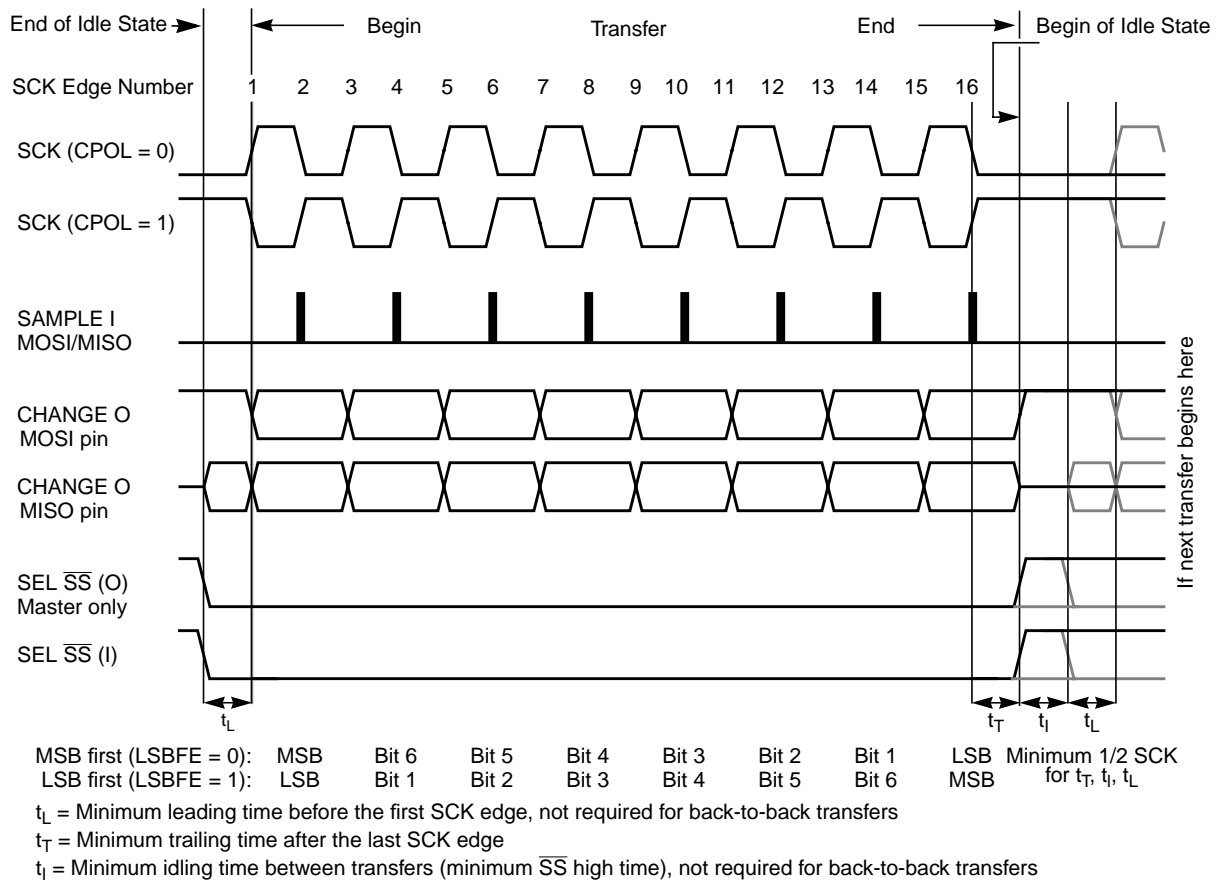 End of Idle State Begin Transfer End Begin of Idle State
SCK Edge Number 1 2 3 4 5 6 7 8 9 10 11 12 13 14 15 16
SCK (CPOL = 0)
SCK (CPOL = 1)
SAMPLE I
MOSI/MISO
CHANGE O
MOSI pin
CHANGE O
MISO pin
SEL S̅S̅ (O)
Master only
SEL S̅S̅ (I)
If next transfer begins here
tL tT tI tL
MSB first (LSBFE = 0): MSB Bit 6 Bit 5 Bit 4 Bit 3 Bit 2 Bit 1 LSB Minimum 1/2 SCK
LSB first (LSBFE = 1): LSB Bit 1 Bit 2 Bit 3 Bit 4 Bit 5 Bit 6 MSB for tT, tI, tL
tL = Minimum leading time before the first SCK edge, not required for back-to-back transfers
tT = Minimum trailing time after the last SCK edge
tI = Minimum idling time between transfers (minimum S̅S̅ high time), not required for back-to-back transfers